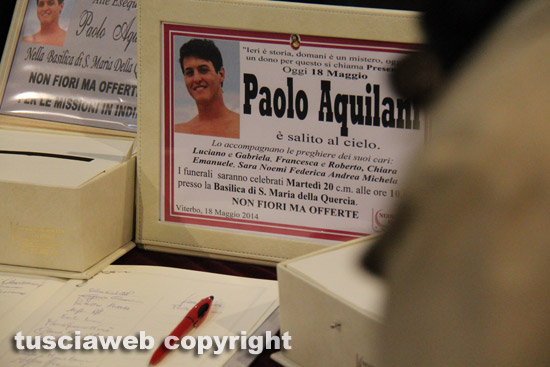 Alle Eseq
Paolo Aqu
Nella Basilica di S. Maria Della C
NON FIORI MA OFFERTE
PER LE MISSIONI IN INDIA
"Ieri è storia, domani è un mistero, ogg
un dono per questo si chiama Prese
Oggi 18 Maggio
Paolo Aquilani
è salito al cielo.
Lo accompagnano le preghiere dei suoi cari:
Luciano e Gabriela, Francesca e Roberto, Chiara
Emanuele, Sara Noemi Federica Andrea Michele
I funerali saranno celebrati Martedì 20 c.m. alle ore 10
presso la Basilica di S. Maria della Quercia.
NON FIORI MA OFFERTE
Viterbo, 18 Maggio 2014
tusciaweb copyright